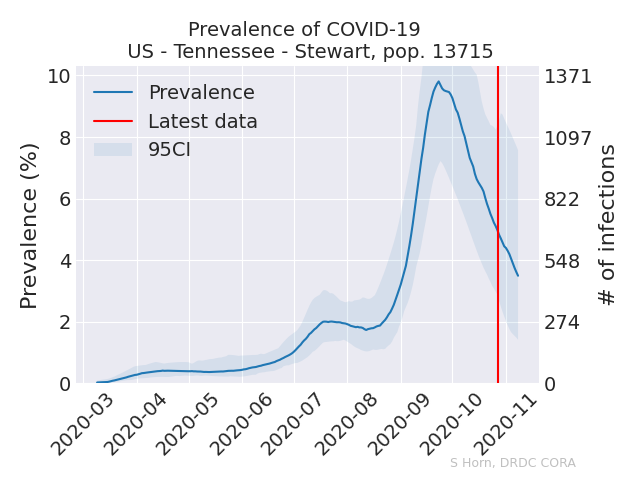 Prevalence of COVID-19
US - Tennessee - Stewart, pop. 13715
Prevalence
Latest data
95CI
Prevalence (%)
10
8
6
4
2
0
1371
1097
822
548
274
0
# of infections
2020-03
2020-04
2020-05
2020-06
2020-07
2020-08
2020-09
2020-10
2020-11
S Horn, DRDC CORA